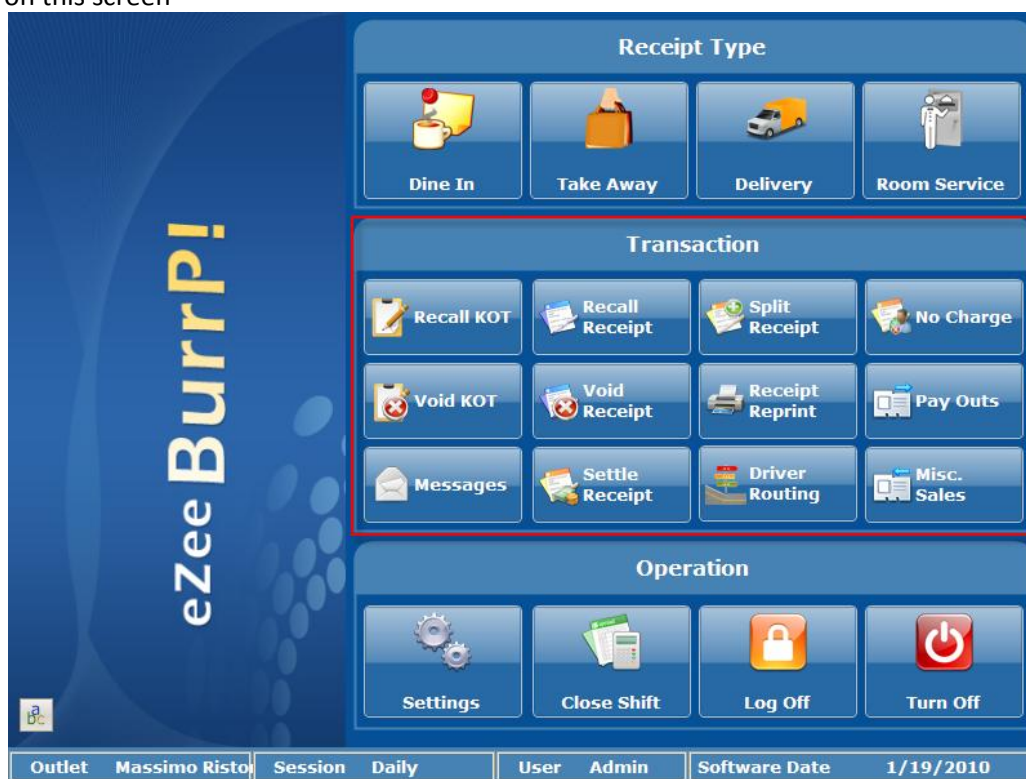 on this screen
Receipt Type
Dine In
Take Away
Delivery
Room Service
eZee BurrP!
Transaction
Recall KOT
Recall
Receipt
Split
Receipt
No Charge
Void KOT
Void
Receipt
Receipt
Reprint
Pay Outs
Messages
Settle
Receipt
Driver
Routing
Misc.
Sales
Operation
Settings
Close Shift
Log Off
Turn Off
a
bc
Outlet Massimo Risto Session Daily User Admin Software Date 1/19/2010